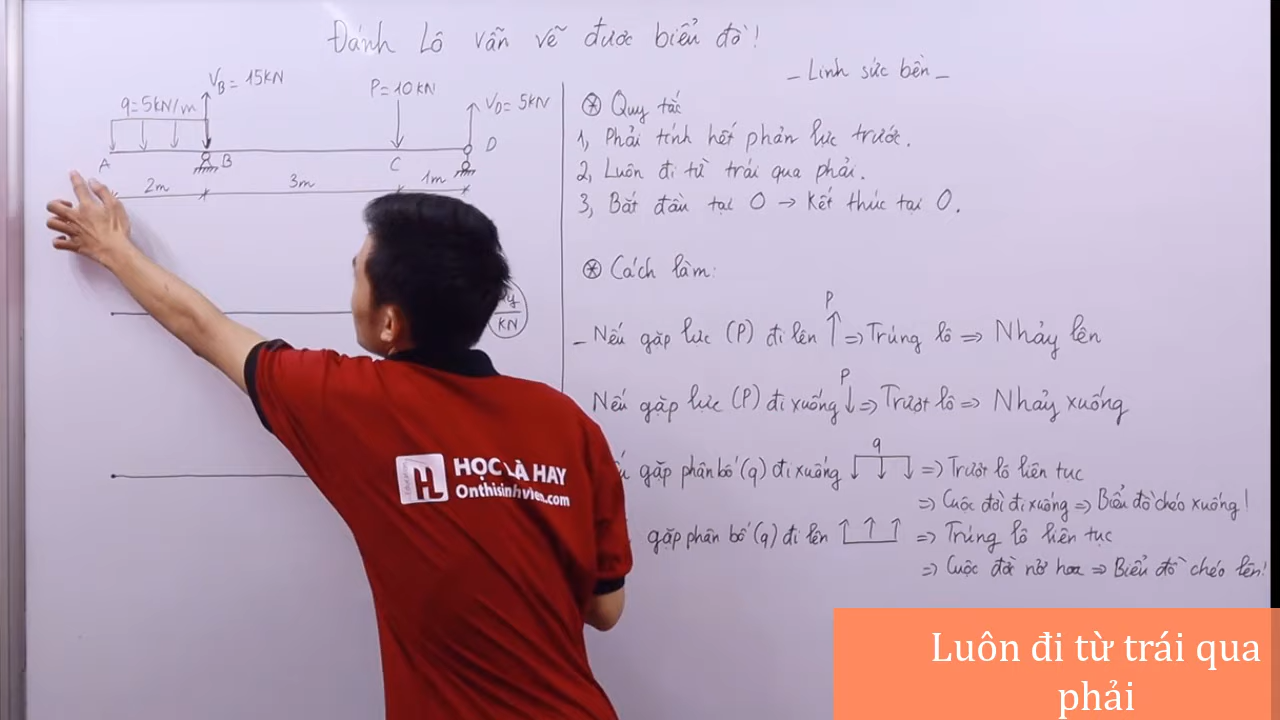 Đánh Lô vẫn vẽ được biểu đồ!
_ Linh sức bền _
V_B = 15KN
q=5KN/m
P=10KN
V_D= 5KN
A
B
C
D
2m
3m
1m
KN
⊛ Quy tắc
1, Phải tính hết phản lực trước.
2, Luôn đi từ trái qua phải.
3, Bắt đầu tại 0 → Kết thúc tại 0.
⊛ Cách làm:
P
_ Nếu gặp lực (P) đi lên ↑ ⇒ Trúng lô ⇒ Nhảy lên
P
Nếu gặp lực (P) đi xuống ↓ ⇒ Trượt lô ⇒ Nhảy xuống
q
gặp phân bố (q) đi xuống ↓↓↓ ⇒ Trượt lô liên tục
⇒ Cuộc đời đi xuống ⇒ Biểu đồ chéo xuống!
gặp phân bố (q) đi lên ↑↑↑ ⇒ Trúng lô liên tục
⇒ Cuộc đời nở hoa ⇒ Biểu đồ chéo lên!
HL
HỌC LÀ HAY
Onthisinhvien.com
Luôn đi từ trái qua
phải